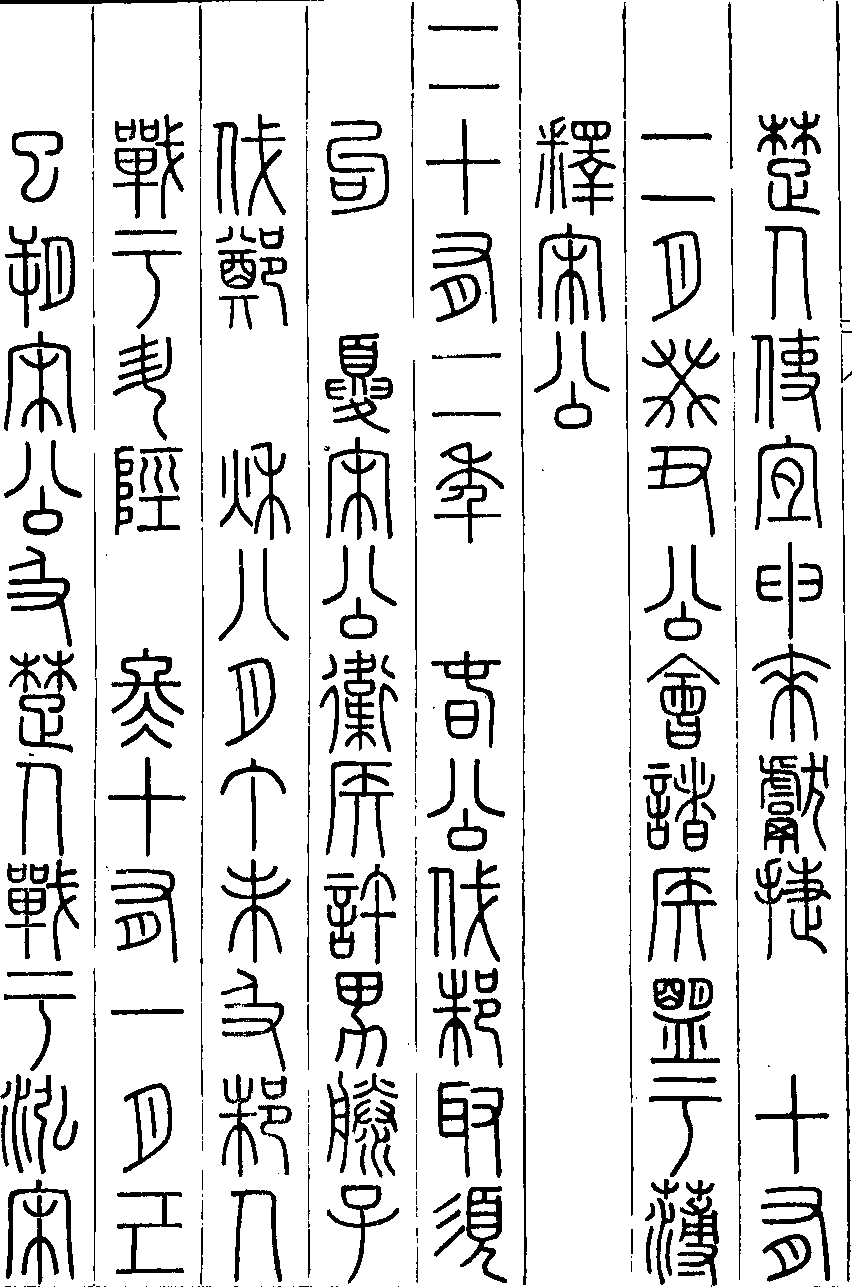 楚人使宜申來獻捷　十有
二月癸丑公會諸侯盟于薄
釋宋公
二十有二年　春公伐邾取須
句　夏宋公衛侯許男滕子
伐鄭　秋八月丁未及邾人
戰于升陘　冬十有一月己
巳朔宋公及楚人戰于泓宋